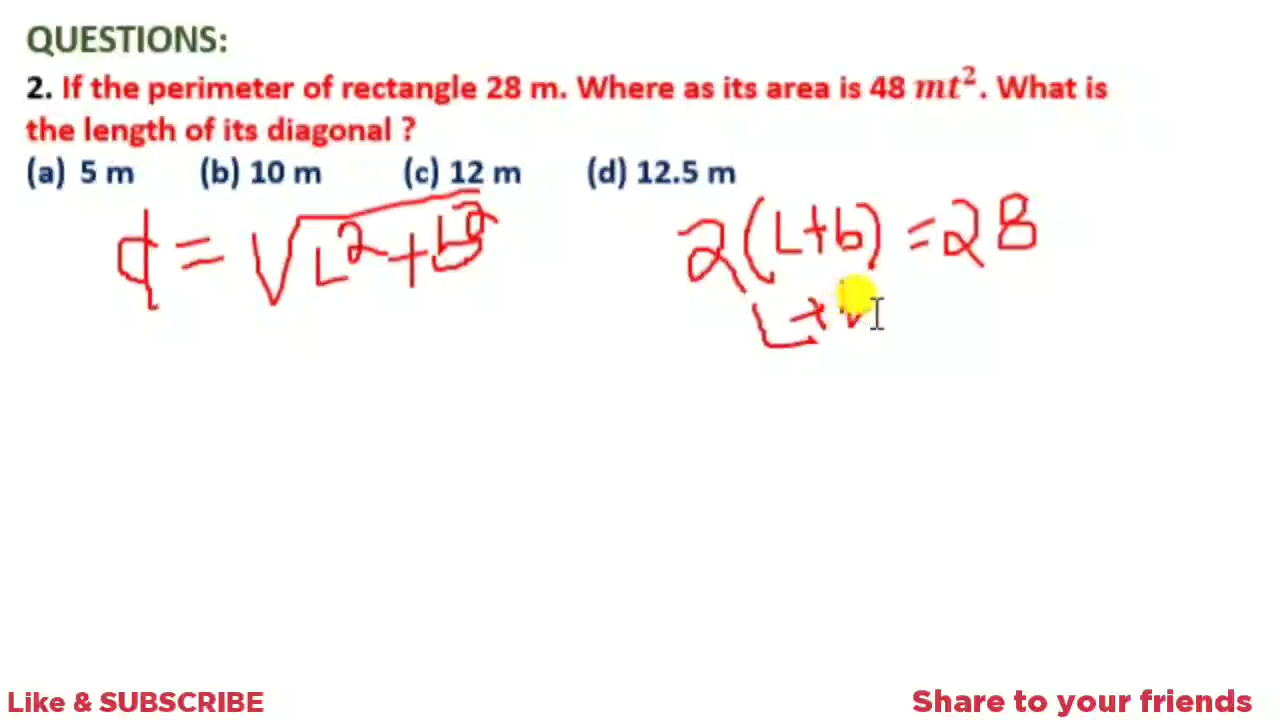 QUESTIONS:
2. If the perimeter of rectangle 28 m. Where as its area is 48 mt². What is
the length of its diagonal ?
(a) 5 m (b) 10 m (c) 12 m (d) 12.5 m
d = √L²+b² 2(L+b) = 28
L+
Like & SUBSCRIBE Share to your friends